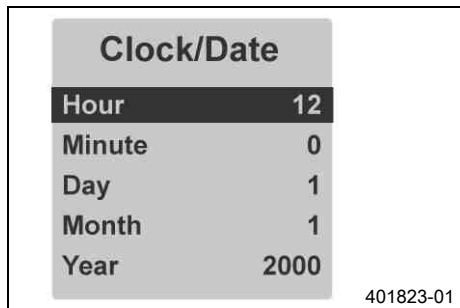 Clock/Date
Hour 12
Minute 0
Day 1
Month 1
Year 2000
401823-01